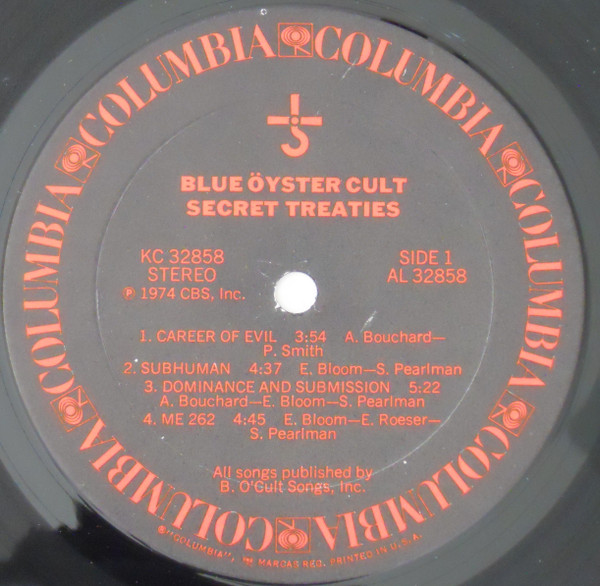 COLUMBIA COLUMBIA COLUMBIA COLUMBIA COLUMBIA COLUMBIA COLUMBIA COLUMBIA
BLUE ÖYSTER CULT
SECRET TREATIES
KC 32858
STEREO
℗ 1974 CBS, Inc.
SIDE 1
AL 32858
1. CAREER OF EVIL 3:54 A. Bouchard—
P. Smith
2. SUBHUMAN 4:37 E. Bloom—S. Pearlman
3. DOMINANCE AND SUBMISSION 5:22
A. Bouchard—E. Bloom—S. Pearlman
4. ME 262 4:45 E. Bloom—E. Roeser—
S. Pearlman
All songs published by
B. O'Cult Songs, Inc.
"COLUMBIA", MARCAS REG. PRINTED IN U.S.A.